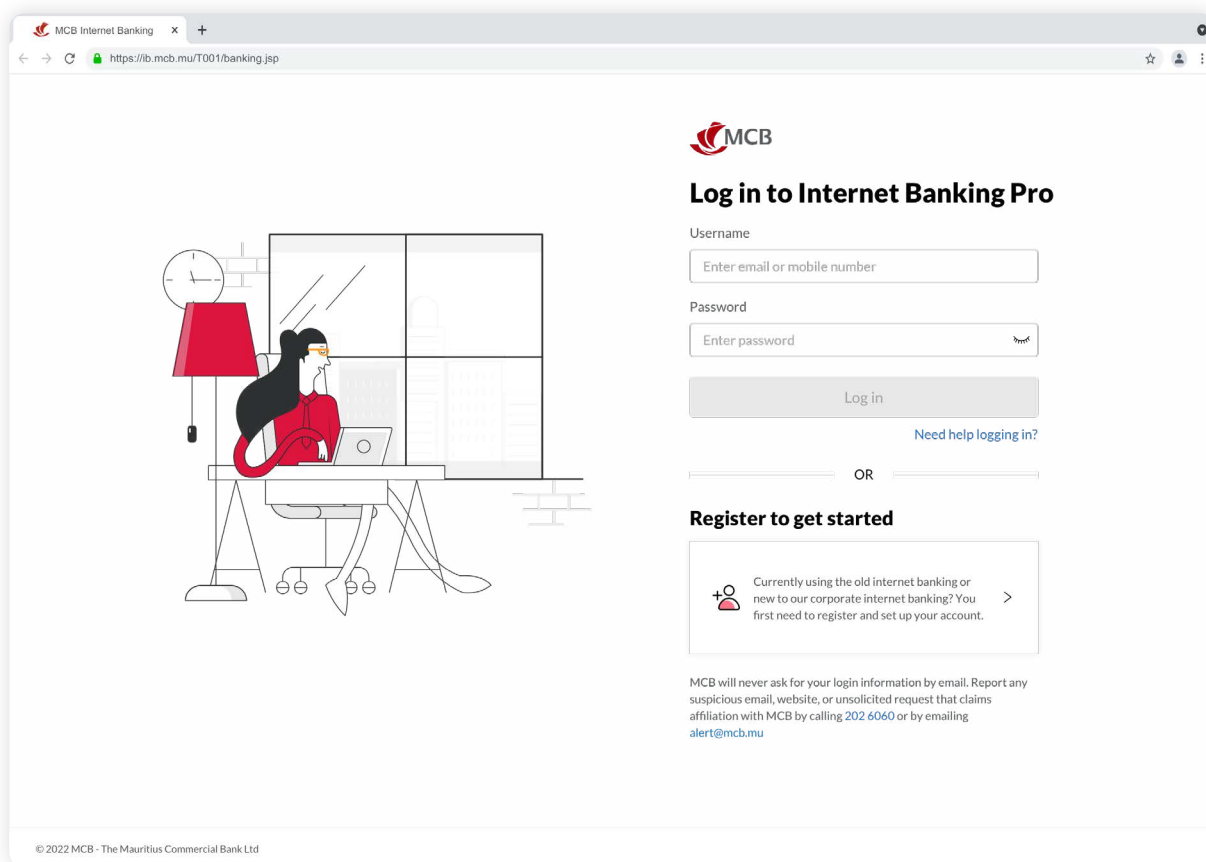 MCB Internet Banking
https://ib.mcb.mu/T001/banking.jsp
MCB
Log in to Internet Banking Pro
Username
Enter email or mobile number
Password
Enter password
Log in
Need help logging in?
OR
Register to get started
Currently using the old internet banking or
new to our corporate internet banking? You
first need to register and set up your account.
MCB will never ask for your login information by email. Report any
suspicious email, website, or unsolicited request that claims
affiliation with MCB by calling 202 6060 or by emailing
alert@mcb.mu
© 2022 MCB - The Mauritius Commercial Bank Ltd